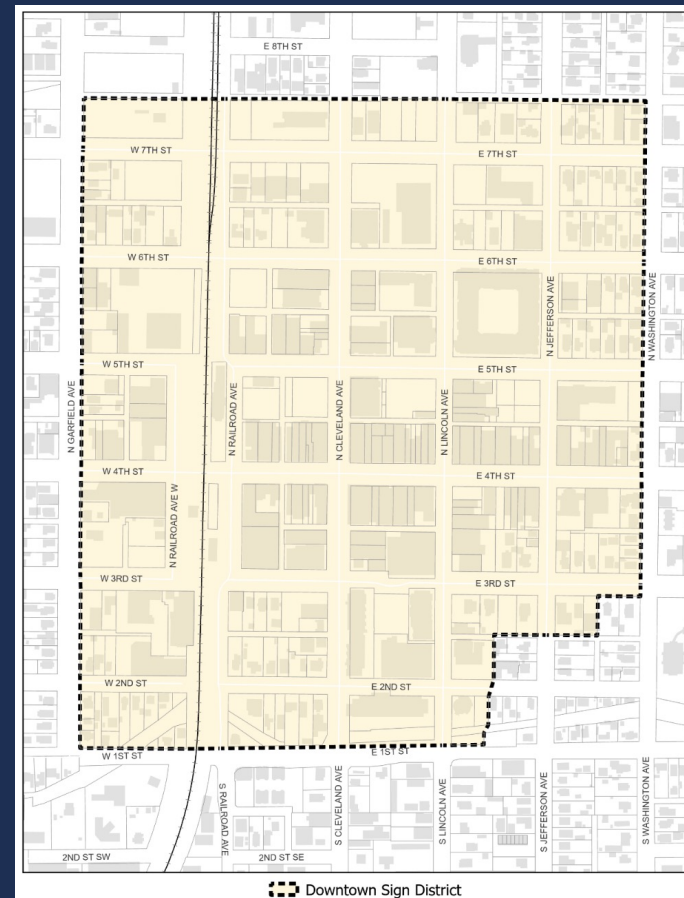 E 8TH ST
W 7TH ST
E 7TH ST
W 6TH ST
E 6TH ST
N JEFFERSON AVE
N WASHINGTON AVE
W 5TH ST
E 5TH ST
N GARFIELD AVE
N RAILROAD AVE
N CLEVELAND AVE
N LINCOLN AVE
W 4TH ST
E 4TH ST
N RAILROAD AVE W
W 3RD ST
E 3RD ST
W 2ND ST
E 2ND ST
W 1ST ST
E 1ST ST
S RAILROAD AVE
S CLEVELAND AVE
S LINCOLN AVE
S JEFFERSON AVE
S WASHINGTON AVE
2ND ST SW
2ND ST SE
Downtown Sign District